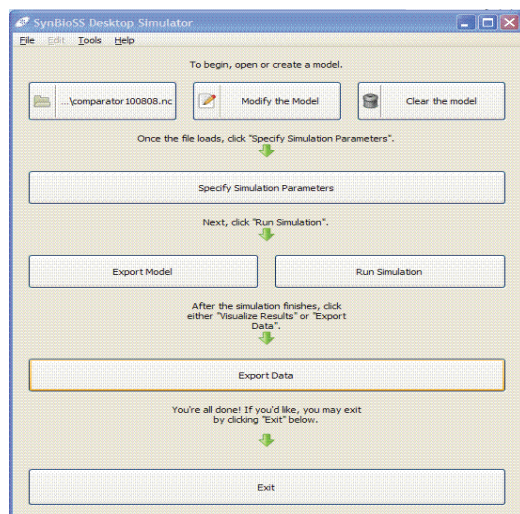 SynBioSS Desktop Simulator
File Edit Tools Help
To begin, open or create a model.
...\comparator100808.nc
Modify the Model
Clear the model
Once the file loads, click "Specify Simulation Parameters".
Specify Simulation Parameters
Next, click "Run Simulation".
Export Model
Run Simulation
After the simulation finishes, click
either "Visualize Results" or "Export
Data".
Export Data
You're all done! If you'd like, you may exit
by clicking "Exit" below.
Exit